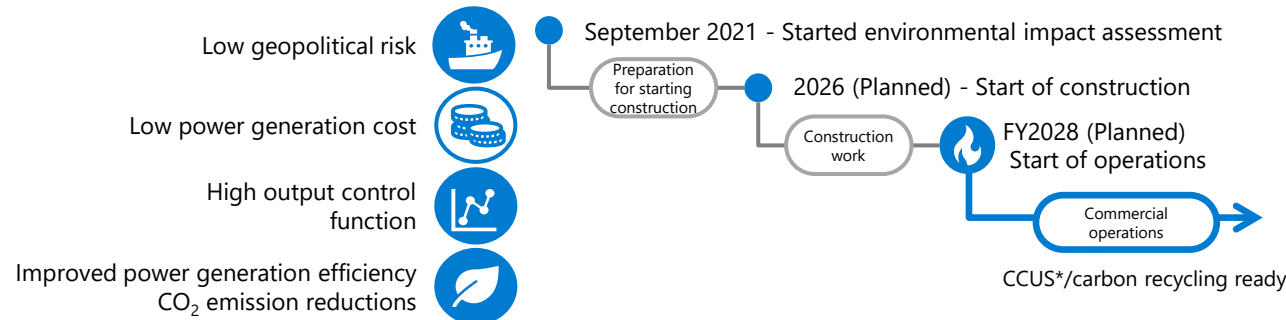 Low geopolitical risk
Low power generation cost
High output control
function
Improved power generation efficiency
CO₂ emission reductions
September 2021 - Started environmental impact assessment
Preparation
for starting
construction
2026 (Planned) - Start of construction
Construction
work
FY2028 (Planned)
Start of operations
Commercial
operations
CCUS*/carbon recycling ready